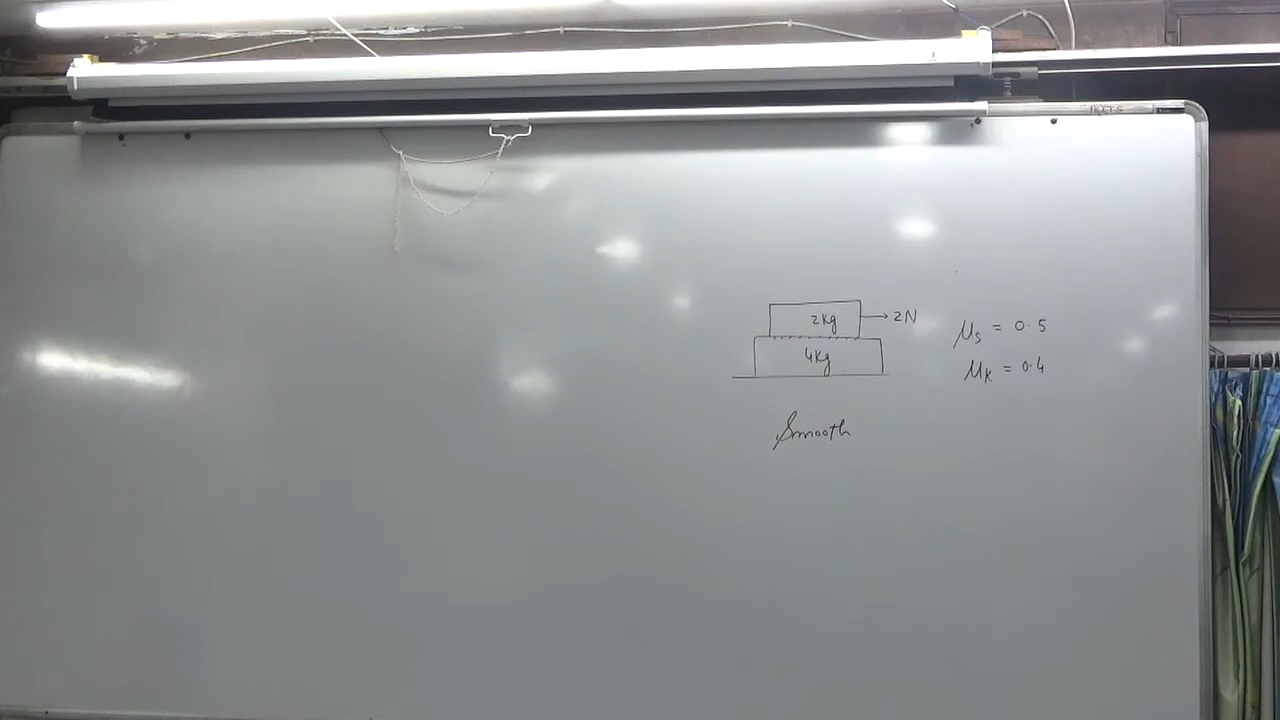 2kg → 2N
4kg
μs = 0.5
μK = 0.4
Smooth